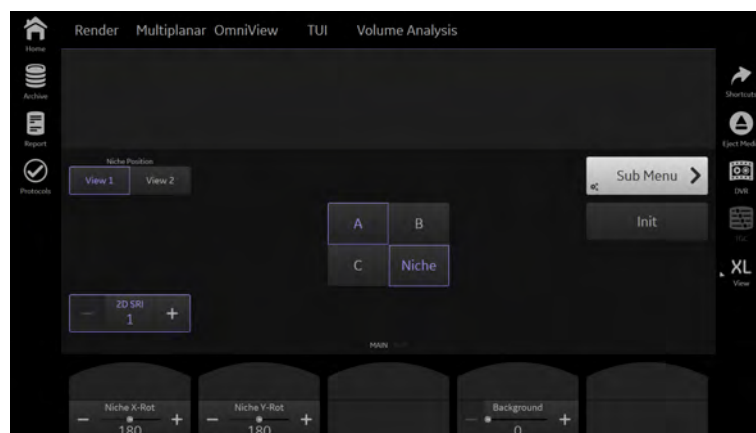 Render Multiplanar OmniView TUI Volume Analysis
Home
Archive
Report
Protocols
Shortcuts
Eject Media
DVR
XL
View
Niche Position
View 1 View 2
Sub Menu
Init
A B
C Niche
2D SRI
1
MAIN
Niche X-Rot Niche Y-Rot Background
180 180 0